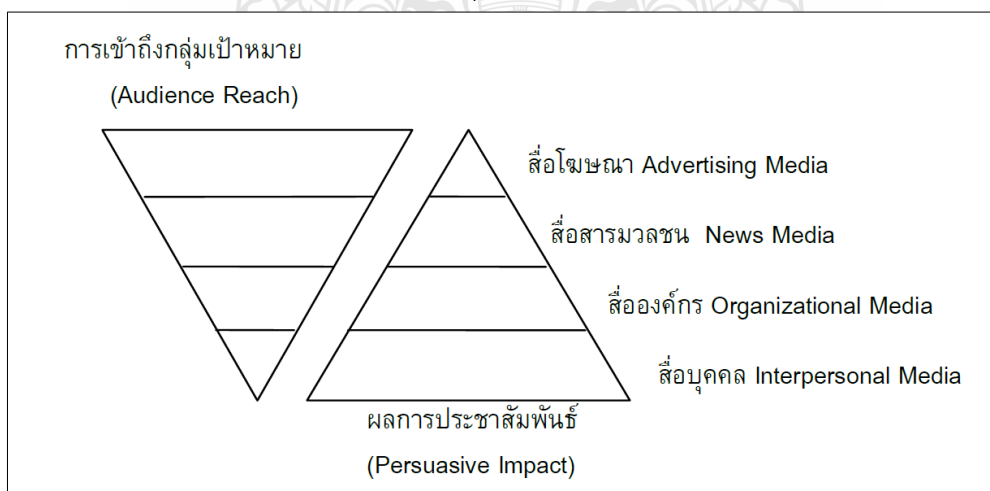 การเข้าถึงกลุ่มเป้าหมาย
(Audience Reach)
สื่อโฆษณา Advertising Media
สื่อสารมวลชน News Media
สื่อองค์กร Organizational Media
สื่อบุคคล Interpersonal Media
ผลการประชาสัมพันธ์
(Persuasive Impact)